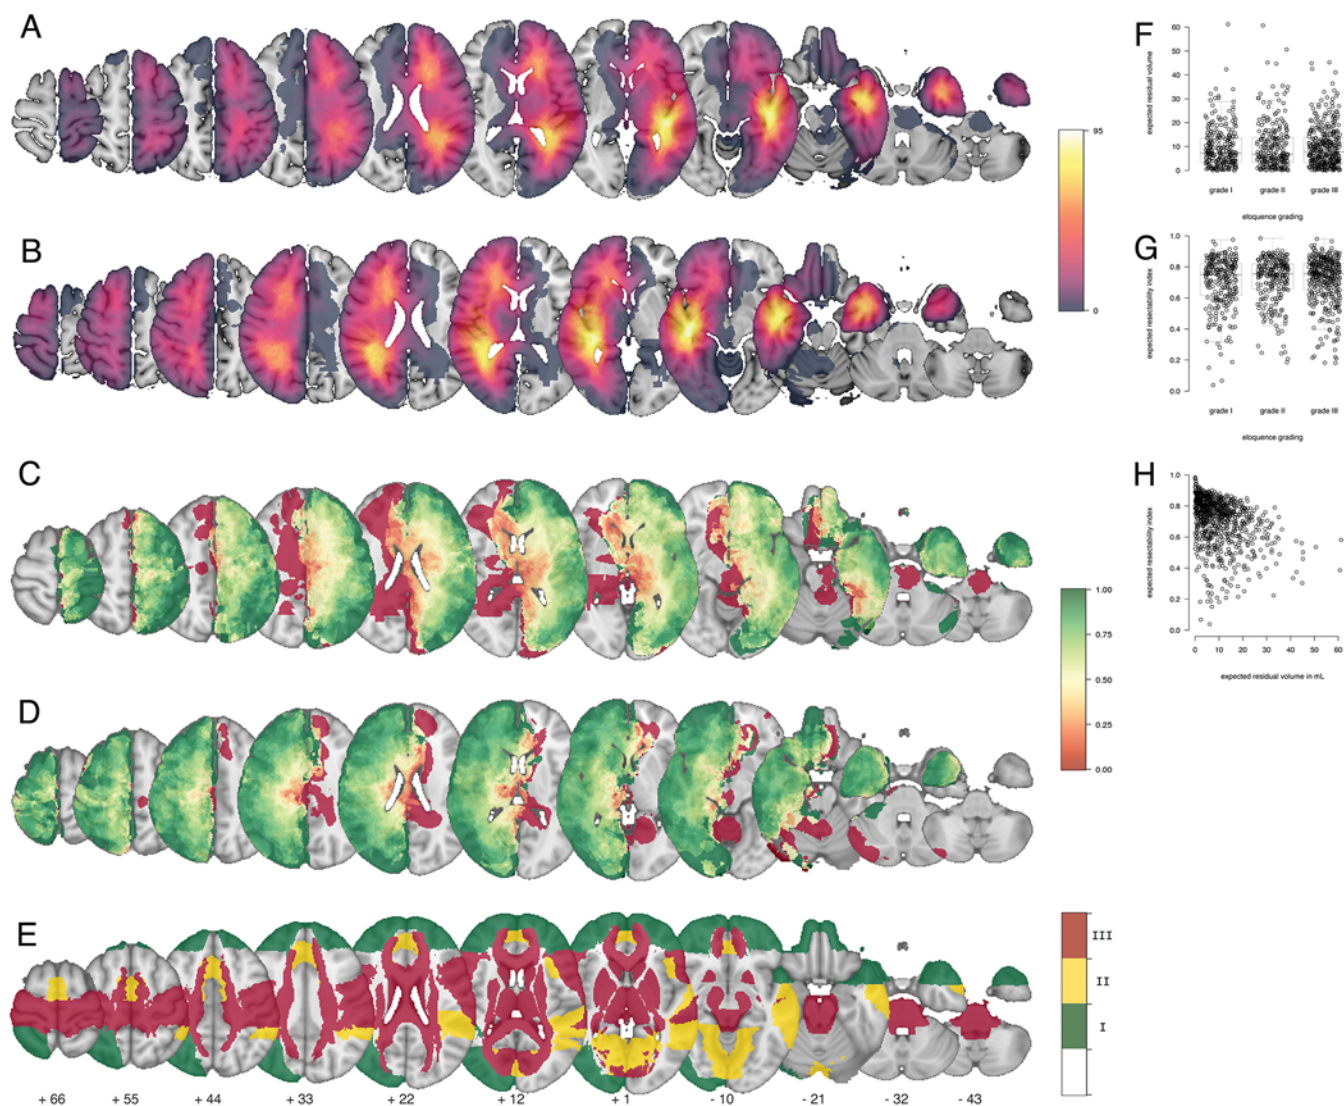 A
B
C
D
E
95
0
1.00
0.75
0.50
0.25
0.00
III
II
I
+ 66
+ 55
+ 44
+ 33
+ 22
+ 12
+ 1
- 10
- 21
- 32
- 43
F
expected residual volume
60
50
40
30
20
10
0
grade I
grade II
grade III
eloquence grading
G
expected resectability index
1.0
0.8
0.6
0.4
0.2
0.0
grade I
grade II
grade III
eloquence grading
H
expected resectability index
1.0
0.8
0.6
0.4
0.2
0.0
0
10
20
30
40
50
60
expected residual volume in mL